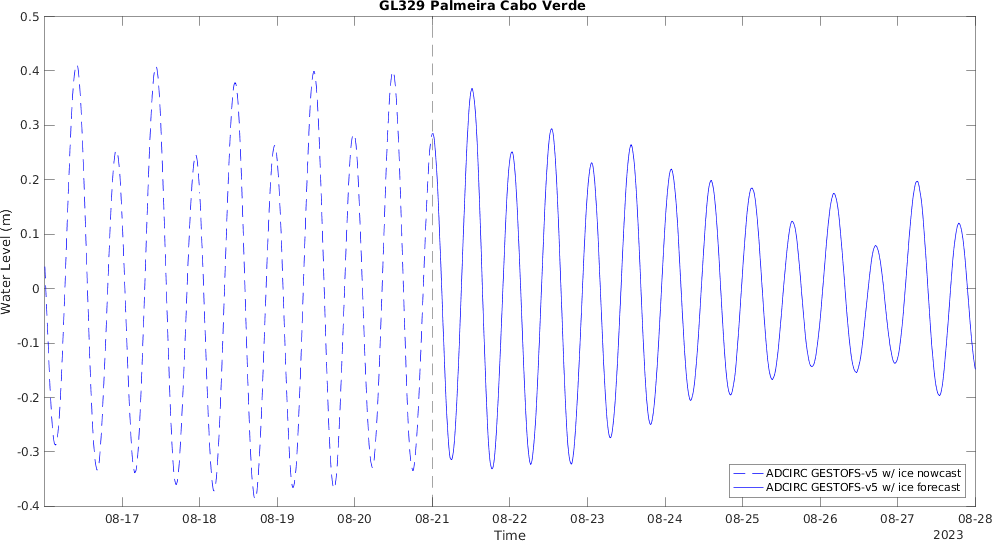 GL329 Palmeira Cabo Verde
0.5
0.4
0.3
0.2
0.1
0
-0.1
-0.2
-0.3
-0.4
Water Level (m)
ADCIRC GESTOFS-v5 w/ ice nowcast
ADCIRC GESTOFS-v5 w/ ice forecast
08-17 08-18 08-19 08-20 08-21 08-22 08-23 08-24 08-25 08-26 08-27 08-28
Time
2023